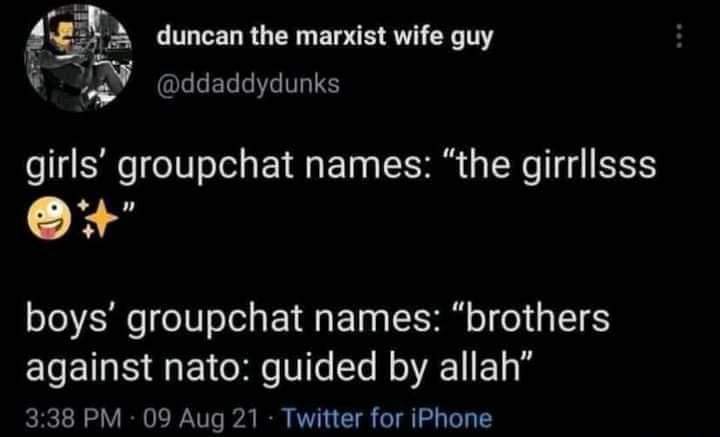 duncan the marxist wife guy
@ddaddydunks
girls’ groupchat names: “the girrllsss
🤪✨”
boys’ groupchat names: “brothers
against nato: guided by allah”
3:38 PM · 09 Aug 21 · Twitter for iPhone